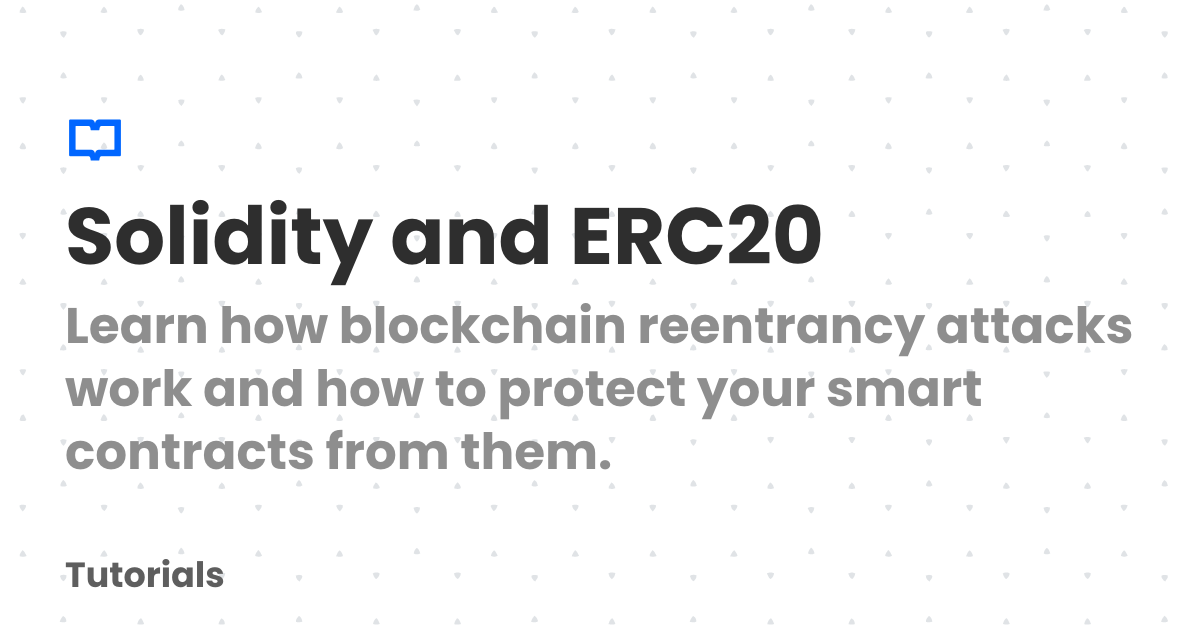 Solidity and ERC20
Learn how blockchain reentrancy attacks
work and how to protect your smart
contracts from them.
Tutorials